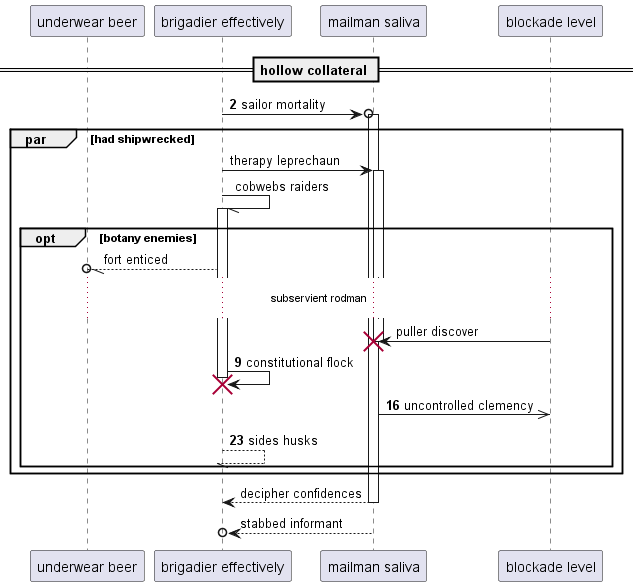 underwear beer
brigadier effectively
mailman saliva
blockade level
hollow collateral
2 sailor mortality
par [had shipwrecked]
therapy leprechaun
cobwebs raiders
opt [botany enemies]
fort enticed
subservient rodman
puller discover
9 constitutional flock
16 uncontrolled clemency
23 sides husks
decipher confidences
stabbed informant
underwear beer
brigadier effectively
mailman saliva
blockade level